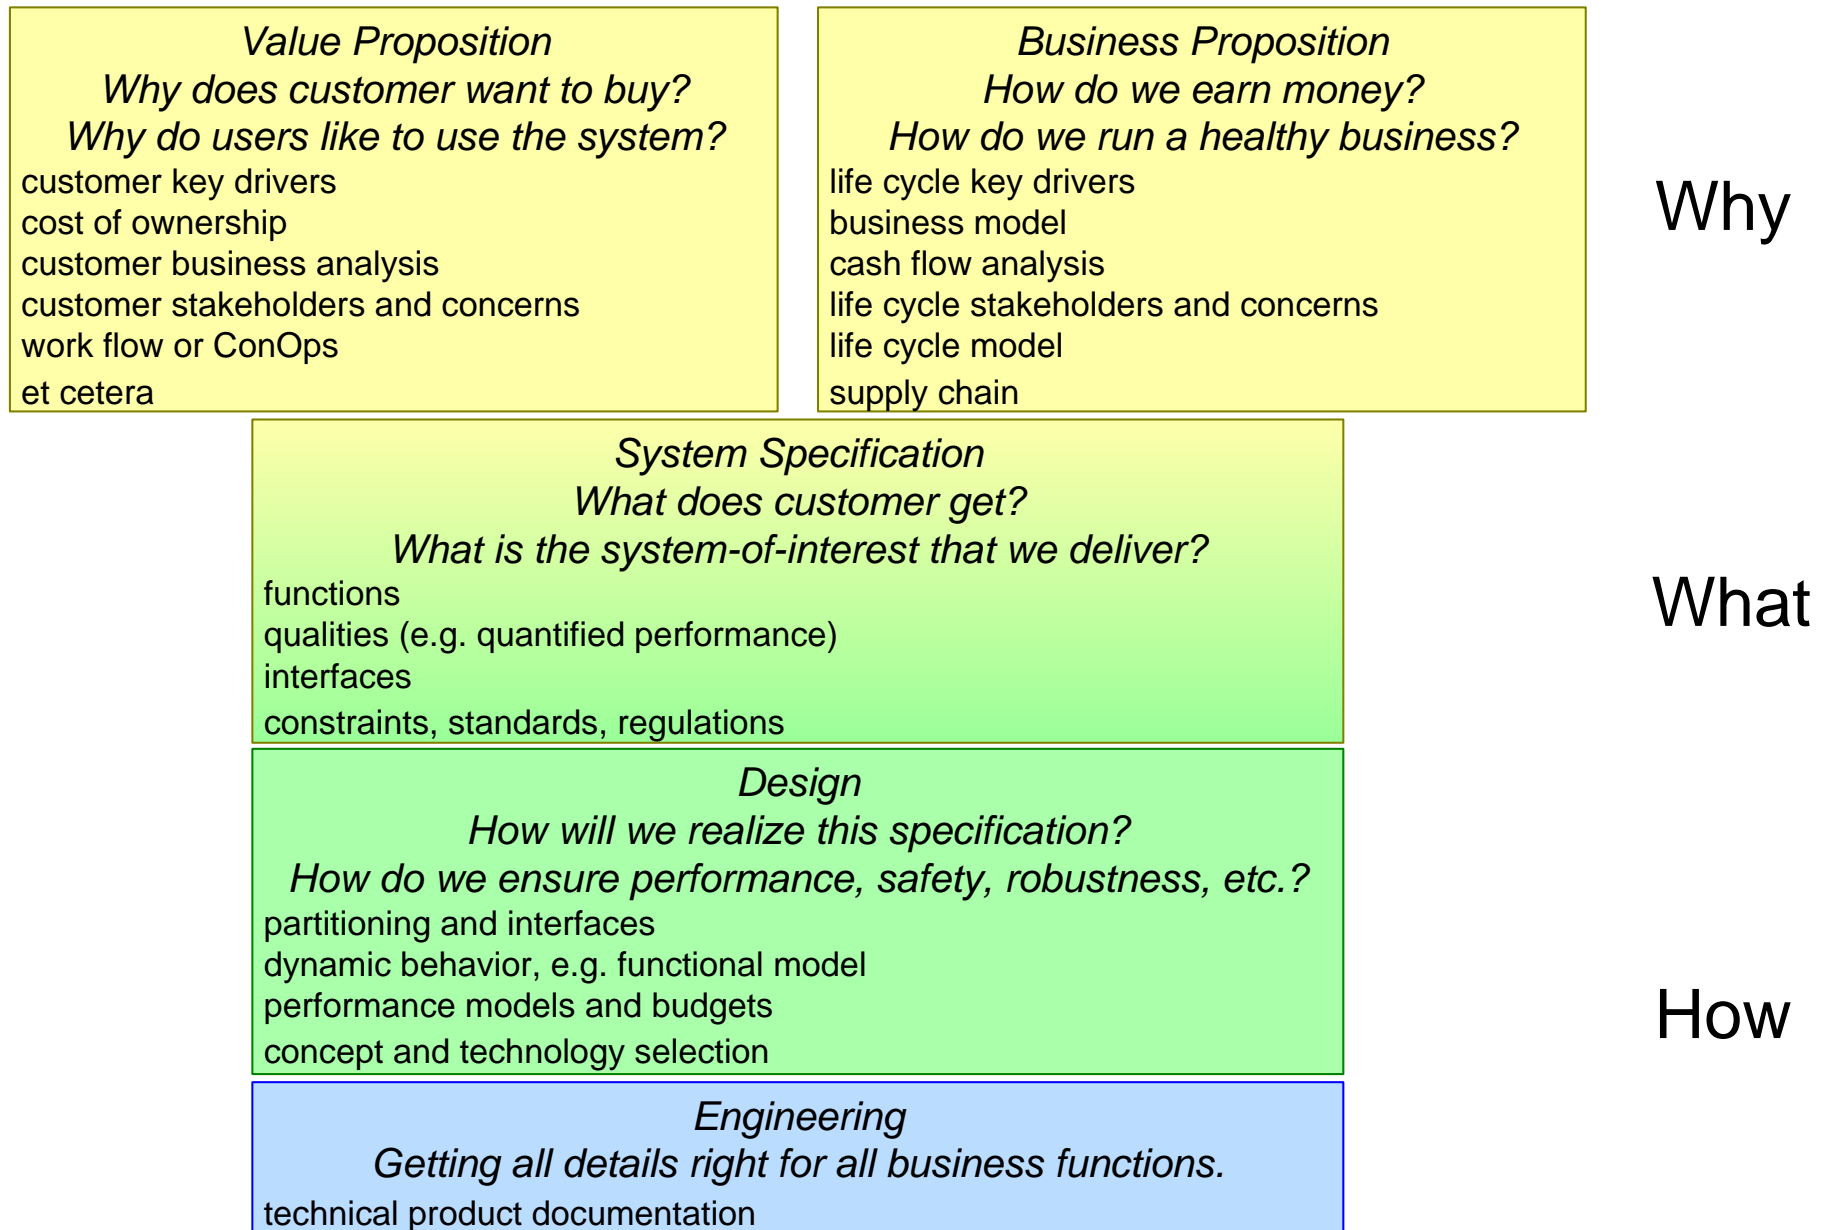 Value Proposition
Why does customer want to buy?
Why do users like to use the system?
customer key drivers
cost of ownership
customer business analysis
customer stakeholders and concerns
work flow or ConOps
et cetera
Business Proposition
How do we earn money?
How do we run a healthy business?
life cycle key drivers
business model
cash flow analysis
life cycle stakeholders and concerns
life cycle model
supply chain
Why
System Specification
What does customer get?
What is the system-of-interest that we deliver?
functions
qualities (e.g. quantified performance)
interfaces
constraints, standards, regulations
What
Design
How will we realize this specification?
How do we ensure performance, safety, robustness, etc.?
partitioning and interfaces
dynamic behavior, e.g. functional model
performance models and budgets
concept and technology selection
How
Engineering
Getting all details right for all business functions.
technical product documentation